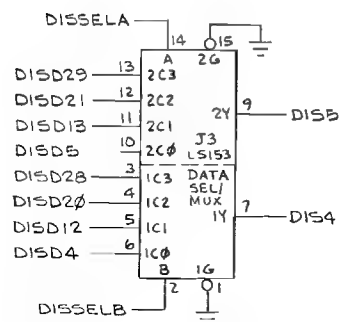 DISSELA
14 15
A 2G
DISD29 13 2C3
DISD21 12 2C2
2Y 9 DIS5
DISD13 11 2C1
DISD5 10 2CØ
J3
LS153
DISD28 3 1C3
DATA
SEL/
MUX
DISD2Ø 4 1C2
1Y 7 DIS4
DISD12 5 1C1
DISD4 6 1CØ
B 1G
2 1
DISSELB